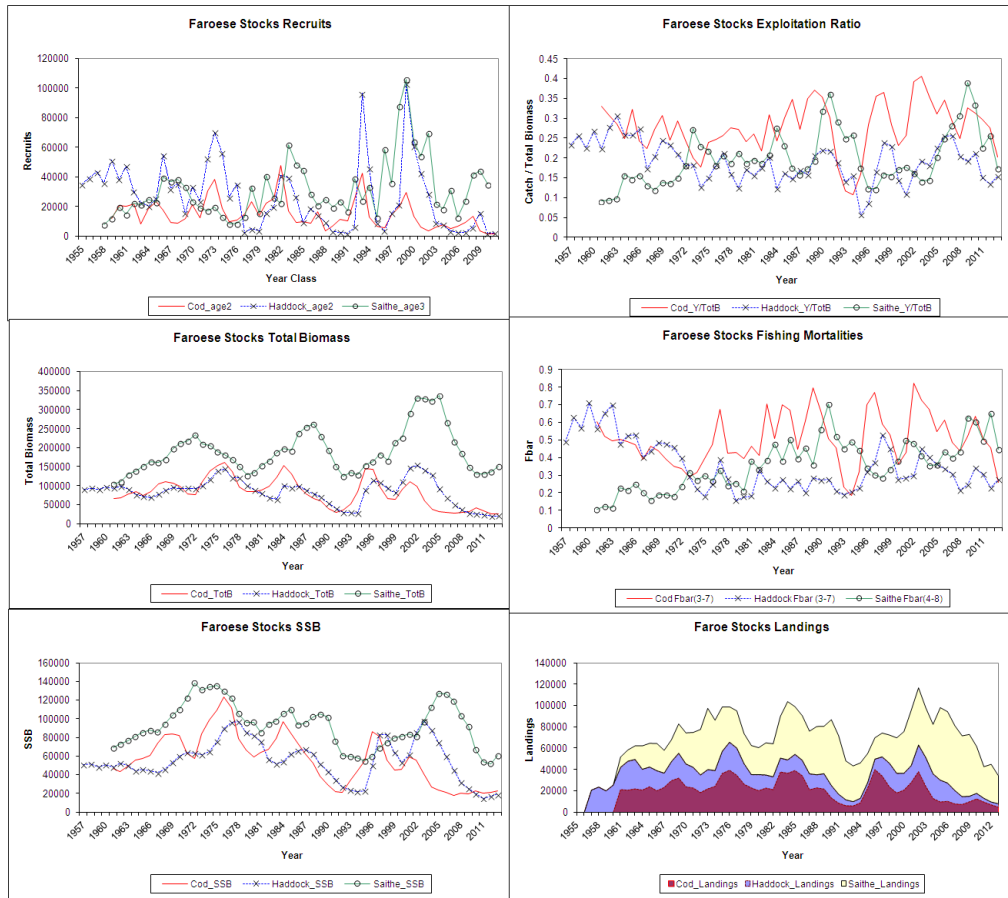 Faroese Stocks Recruits
Recruits
120000
100000
80000
60000
40000
20000
0
1955 1958 1961 1964 1967 1970 1973 1976 1979 1982 1985 1988 1991 1994 1997 2000 2003 2006 2009
Year Class
Cod_age2 Haddock_age2 Saithe_age3
Faroese Stocks Exploitation Ratio
Catch / Total Biomass
0.45
0.4
0.35
0.3
0.25
0.2
0.15
0.1
0.05
0
1957 1960 1963 1966 1969 1972 1975 1978 1981 1984 1987 1990 1993 1996 1999 2002 2005 2008 2011
Year
Cod_Y/TotB Haddock_Y/TotB Saithe_Y/TotB
Faroese Stocks Total Biomass
Total Biomass
400000
350000
300000
250000
200000
150000
100000
50000
0
1957 1960 1963 1966 1969 1972 1975 1978 1981 1984 1987 1990 1993 1996 1999 2002 2005 2008 2011
Year
Cod_TotB Haddock_TotB Saithe_TotB
Faroese Stocks Fishing Mortalities
Fbar
0.9
0.8
0.7
0.6
0.5
0.4
0.3
0.2
0.1
0
1957 1960 1963 1966 1969 1972 1975 1978 1981 1984 1987 1990 1993 1996 1999 2002 2005 2008 2011
Year
Cod Fbar(3-7) Haddock Fbar (3-7) Saithe Fbar(4-8)
Faroese Stocks SSB
SSB
160000
140000
120000
100000
80000
60000
40000
20000
0
1957 1960 1963 1966 1969 1972 1975 1978 1981 1984 1987 1990 1993 1996 1999 2002 2005 2008 2011
Year
Cod_SSB Haddock_SSB Saithe_SSB
Faroe Stocks Landings
Landings
140000
120000
100000
80000
60000
40000
20000
0
1955 1958 1961 1964 1967 1970 1973 1976 1979 1982 1985 1988 1991 1994 1997 2000 2003 2006 2009 2012
Year
Cod_Landings Haddock_Landings Saithe_Landings